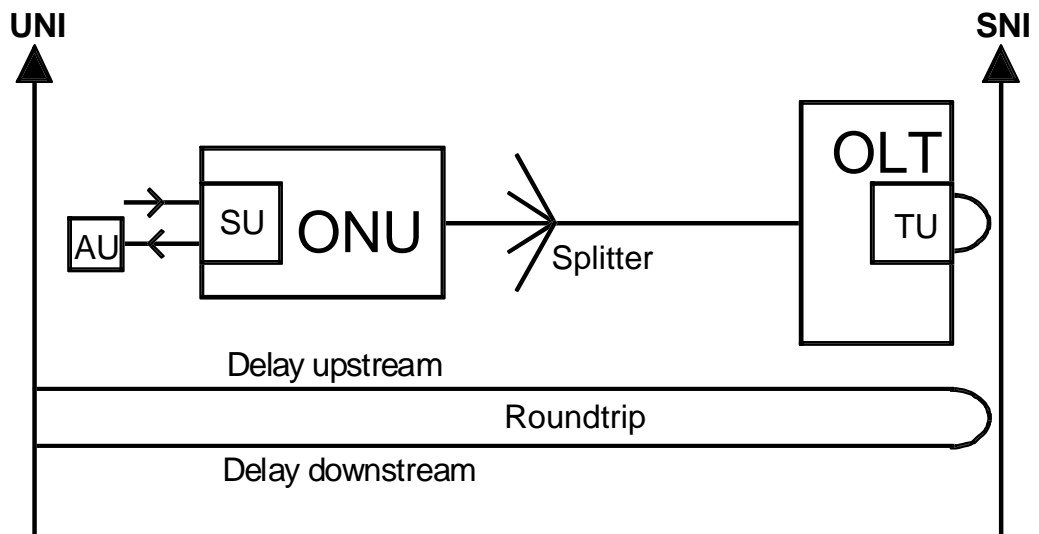 UNI
SNI
OLT
SU
ONU
TU
AU
Splitter
Delay upstream
Roundtrip
Delay downstream